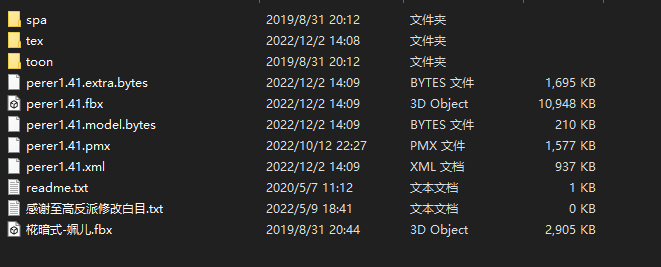 spa 2019/8/31 20:12 文件夹
tex 2022/12/2 14:08 文件夹
toon 2019/8/31 20:12 文件夹
perer1.41.extra.bytes 2022/12/2 14:09 BYTES 文件 1,695 KB
perer1.41.fbx 2022/12/2 14:09 3D Object 10,948 KB
perer1.41.model.bytes 2022/12/2 14:09 BYTES 文件 210 KB
perer1.41.pmx 2022/10/12 22:27 PMX 文件 1,577 KB
perer1.41.xml 2022/12/2 14:09 XML 文档 937 KB
readme.txt 2020/5/7 11:12 文本文档 1 KB
感谢至高反派修改白目.txt 2022/5/9 18:41 文本文档 0 KB
椛暗式-姵儿.fbx 2019/8/31 20:44 3D Object 2,905 KB